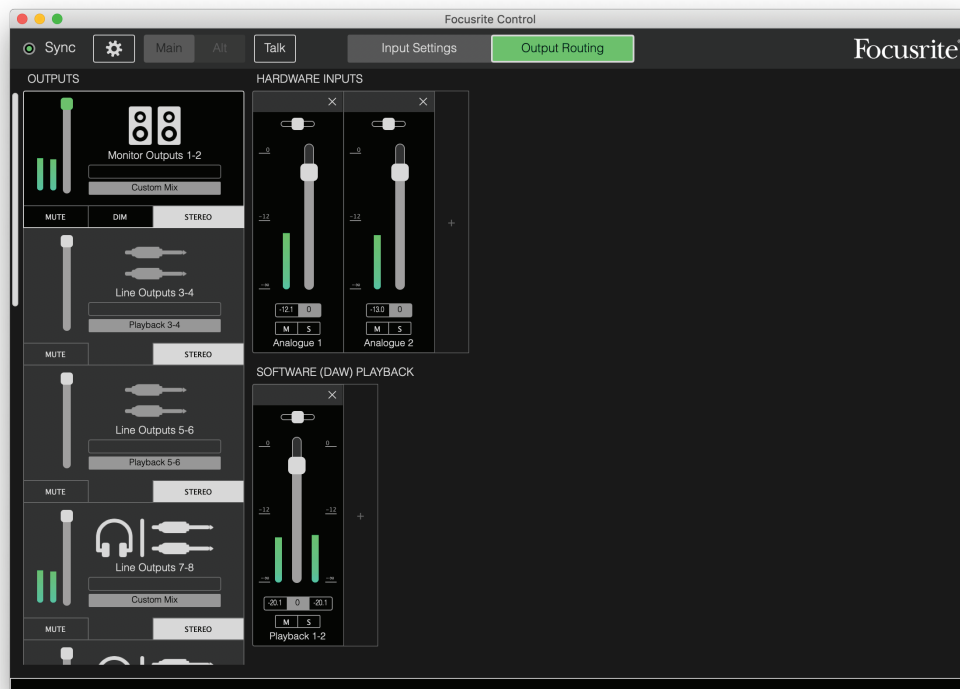 Focusrite Control
Sync
Main
Alt
Talk
Input Settings
Output Routing
Focusrite®
OUTPUTS
Monitor Outputs 1-2
Custom Mix
MUTE
DIM
STEREO
Line Outputs 3-4
Playback 3-4
MUTE
STEREO
Line Outputs 5-6
Playback 5-6
MUTE
STEREO
Line Outputs 7-8
Custom Mix
MUTE
STEREO
HARDWARE INPUTS
0
-12
-∞
-12.1 0
M S
Analogue 1
0
-12
-∞
-13.0 0
M S
Analogue 2
+
SOFTWARE (DAW) PLAYBACK
0 0
-12 -12
-∞ -∞
-20.1 0 -20.1
M S
Playback 1-2
+